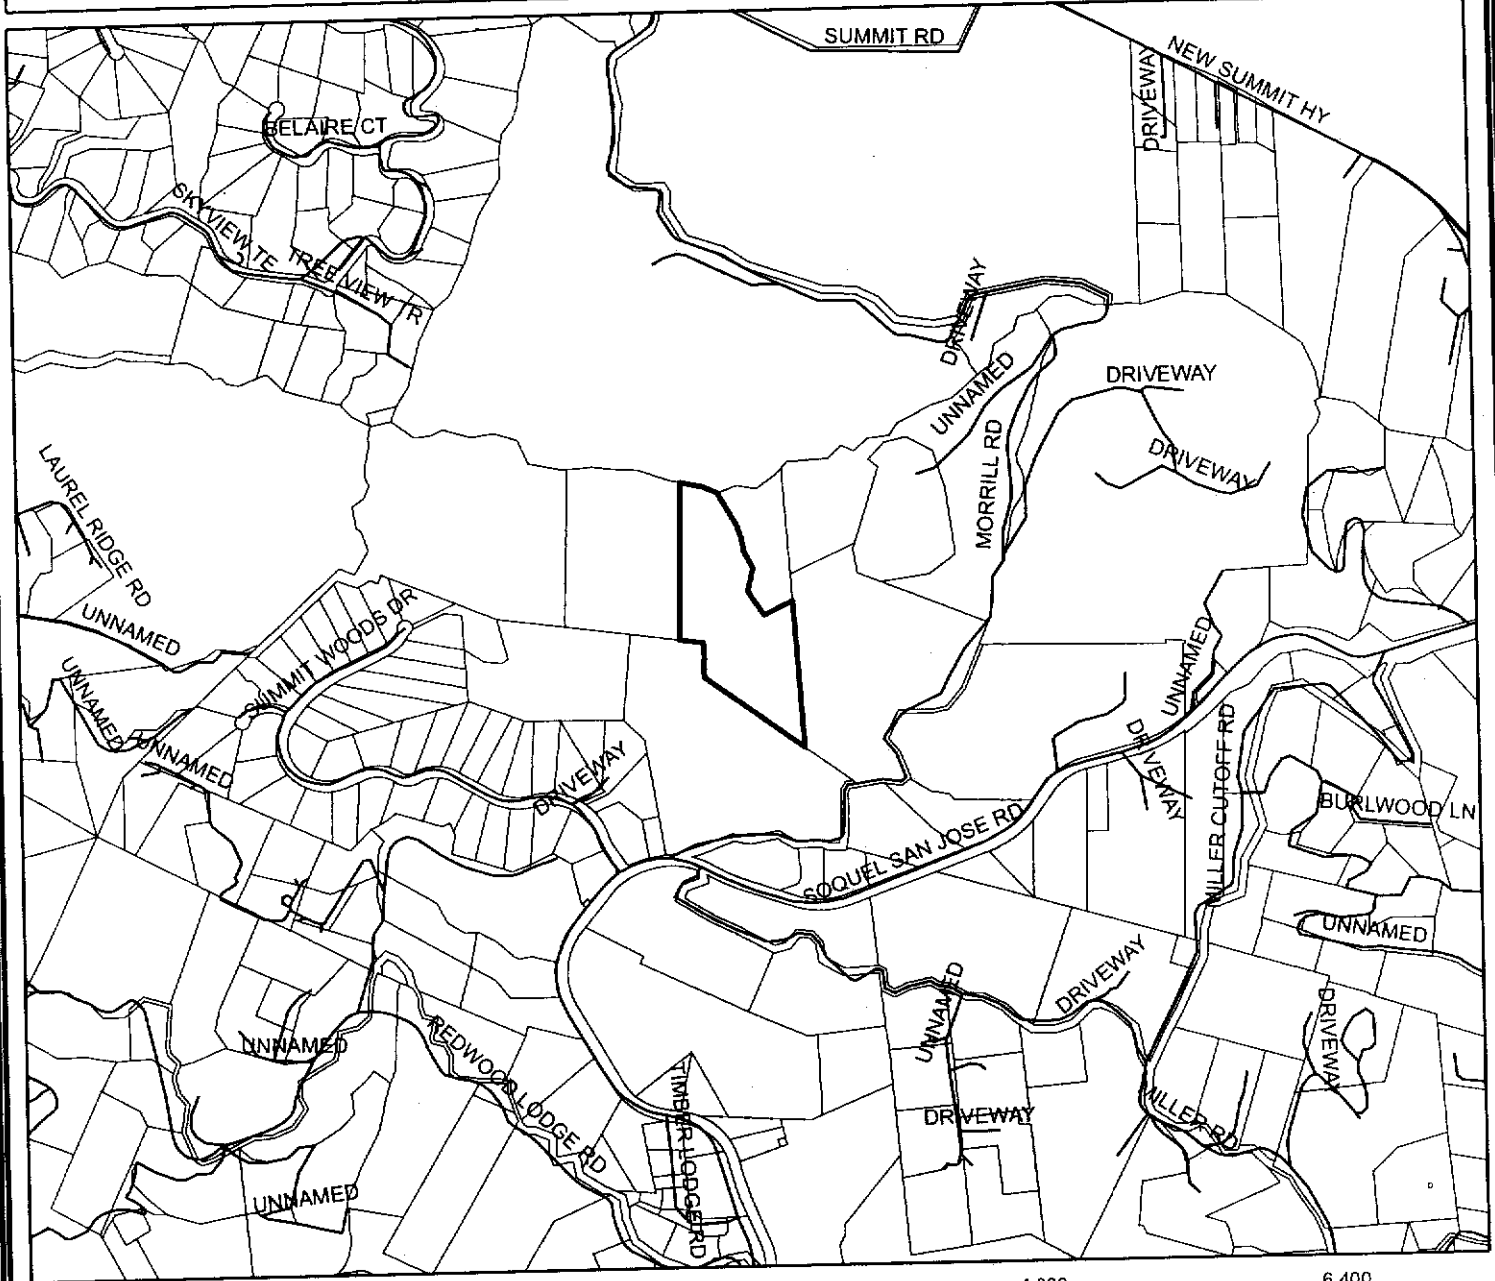 SUMMIT RD
NEW SUMMIT HY
DRIVEWAY
BELAIRE CT
SKYVIEW TE
TREE VIEW TR
DRIVEWAY
UNNAMED
DRIVEWAY
MORRILL RD
DRIVEWAY
LAUREL RIDGE RD
UNNAMED
SUMMIT WOODS DR
UNNAMED
UNNAMED
UNNAMED
DRIVEWAY
DRIVEWAY
MILLER CUTOFF RD
BURLWOOD LN
SOQUEL SAN JOSE RD
UNNAMED
DRIVEWAY
UNNAMED
DRIVEWAY
UNNAMED
REDWOOD LODGE RD
TIMBER LODGE RD
DRIVEWAY
MILLER RD
UNNAMED
6,400